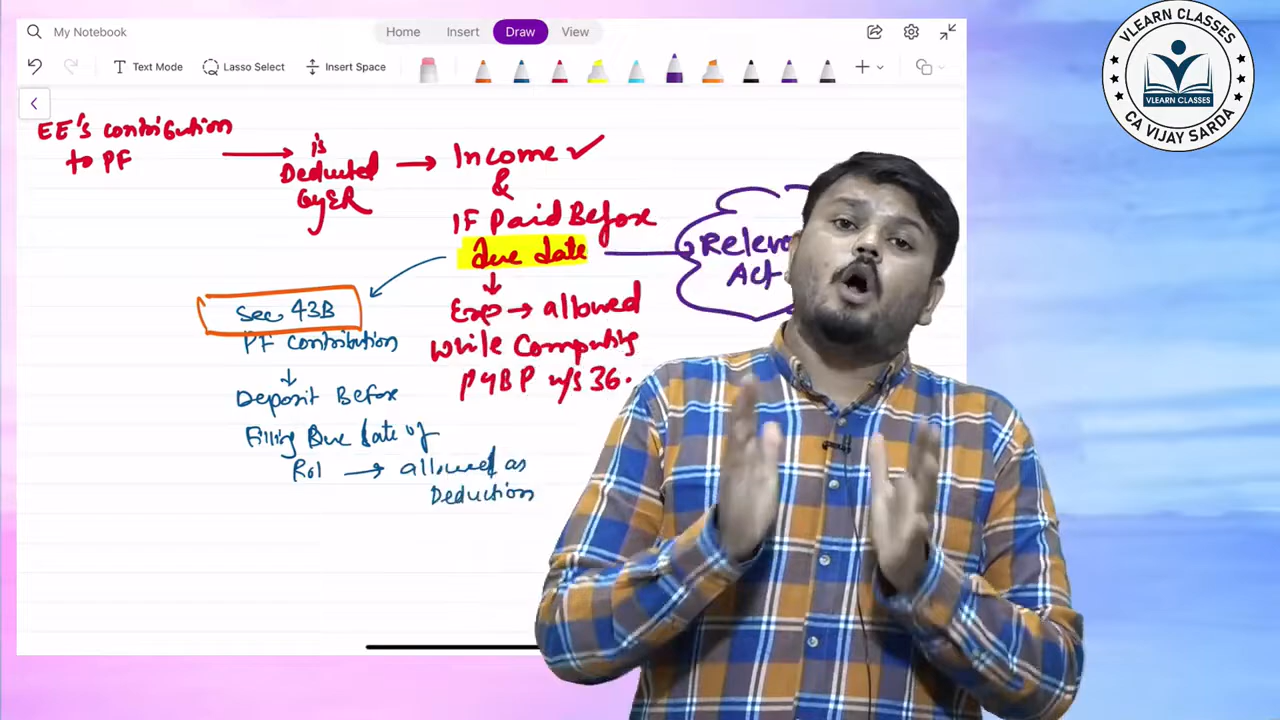 My Notebook
Home Insert Draw View
Text Mode Lasso Select Insert Space
VLEARN CLASSES
VLEARN CLASSES
CA VIJAY SARDA
EE's contribution
to PF
is
Deducted
by ER
Income ✓
&
IF Paid Before
due date
Exp → allowed
While Computing
PGBP u/s 36.
Act
Sec 43B
PF contribution
Deposit Before
Filling Due date of
RoI → allowed as
Deduction